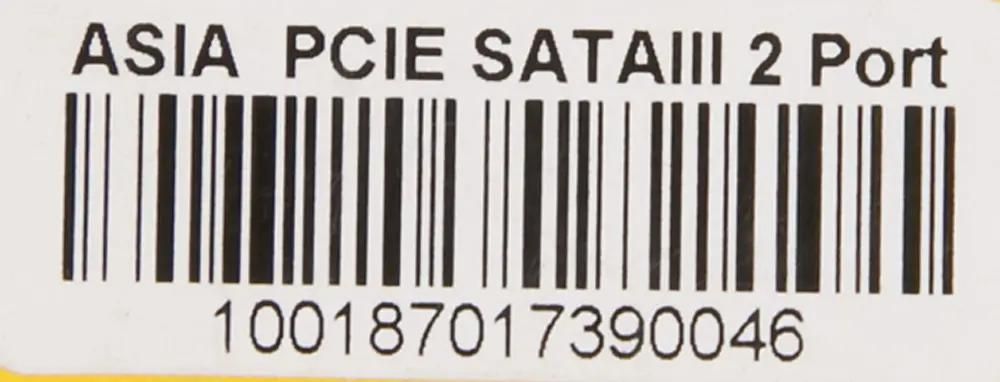 ASIA PCIE SATAIII 2 Port
100187017390046